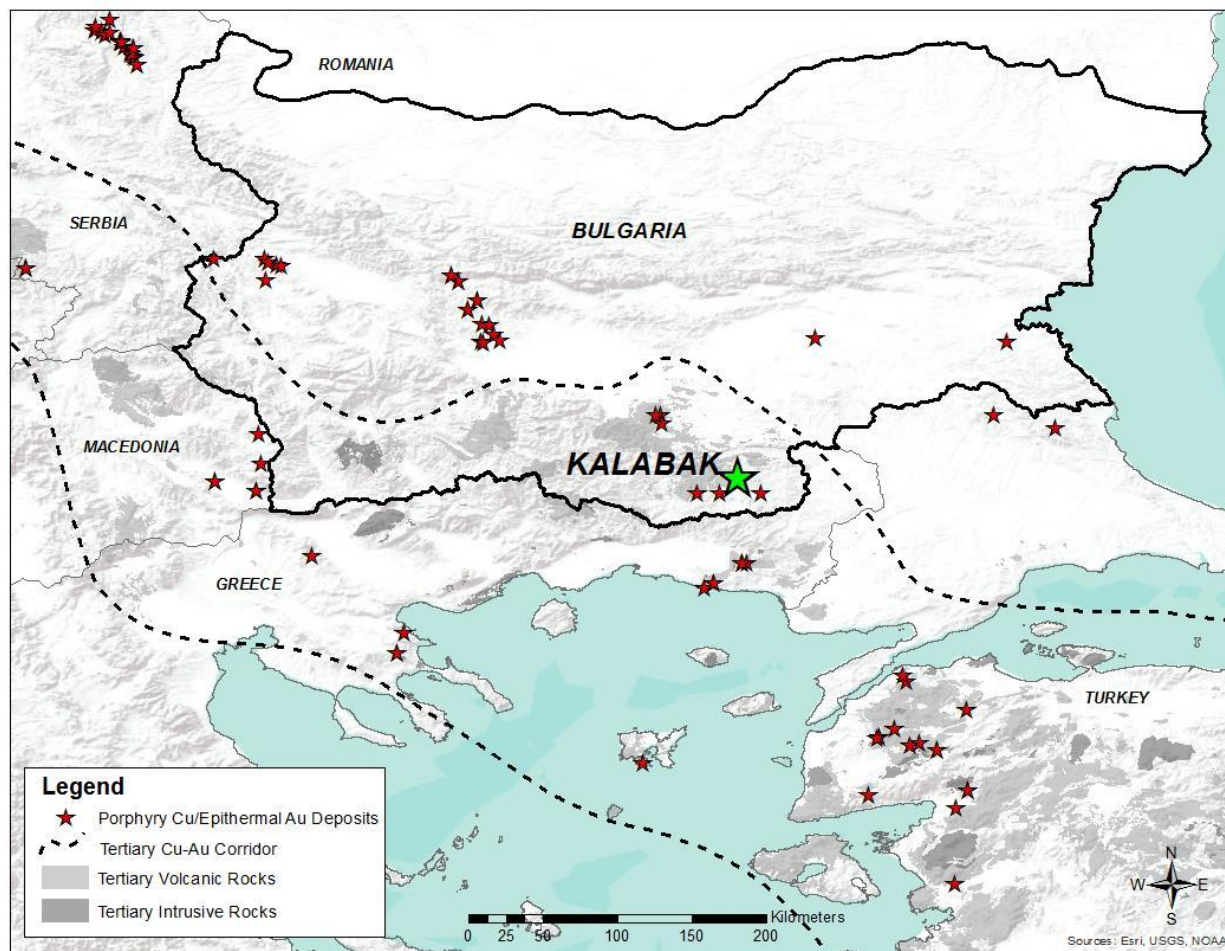 ROMANIA
SERBIA
BULGARIA
MACEDONIA
KALABAK
GREECE
TURKEY
Legend
Porphyry Cu/Epithermal Au Deposits
Tertiary Cu-Au Corridor
Tertiary Volcanic Rocks
Tertiary Intrusive Rocks
N
W E
S
Kilometers
0 25 50 100 150 200
Sources: Esri, USGS, NOAA